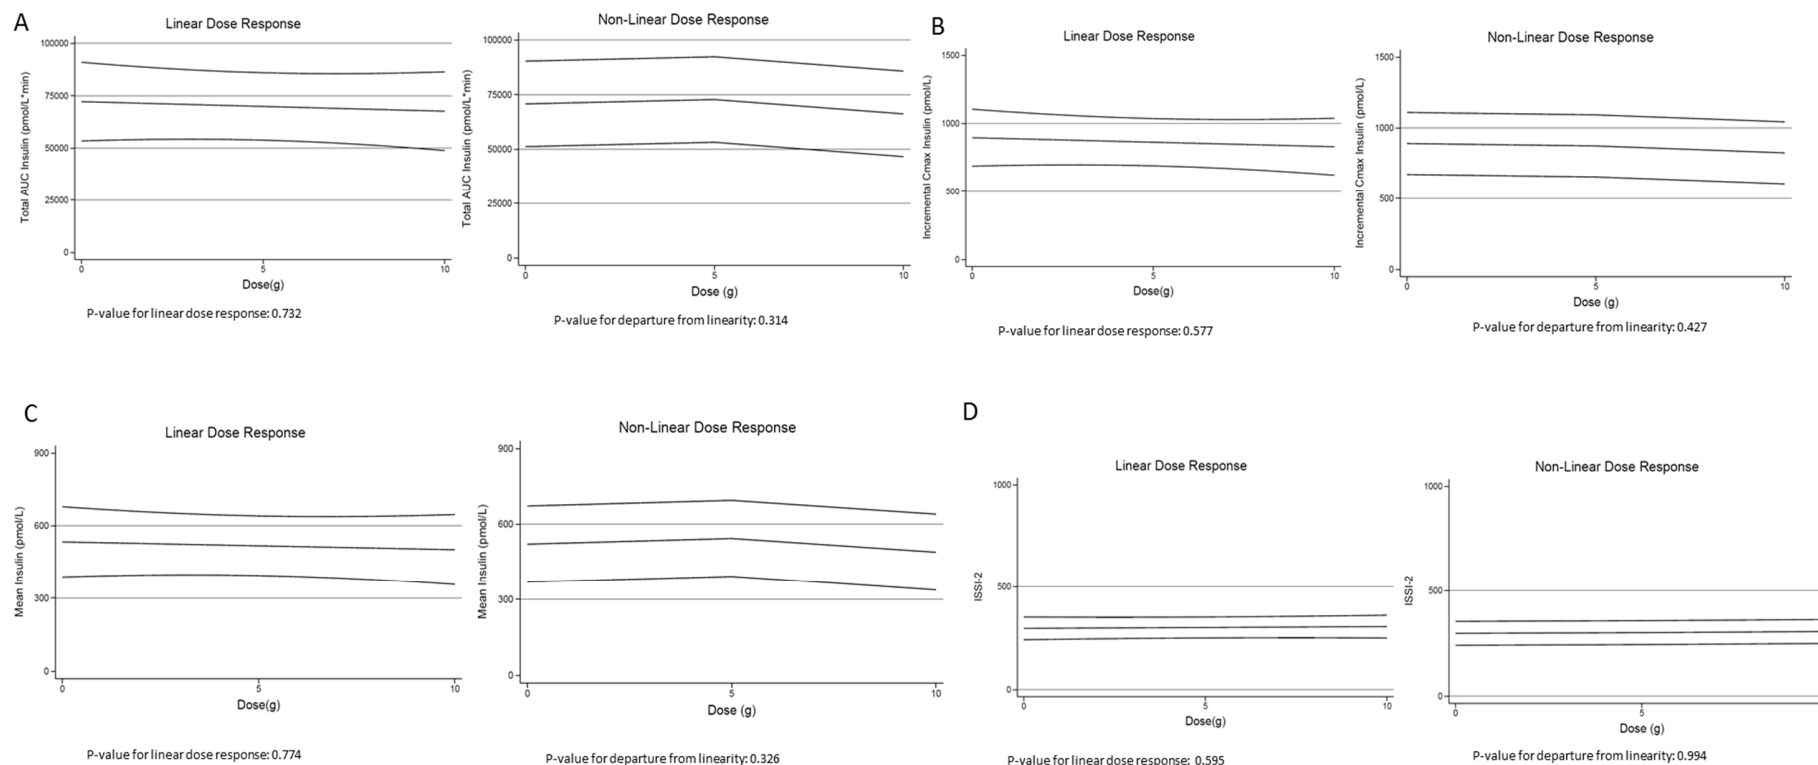 A
Linear Dose Response
Total AUC Insulin (pmol/L*min)
100000
75000
50000
25000
0
0 5 10
Dose(g)
P-value for linear dose response: 0.732
Non-Linear Dose Response
Total AUC Insulin (pmol/L*min)
100000
75000
50000
25000
0
0 5 10
Dose (g)
P-value for departure from linearity: 0.314
B
Linear Dose Response
Incremental Cmax Insulin (pmol/L)
1500
1000
500
0
0 5 10
Dose(g)
P-value for linear dose response: 0.577
Non-Linear Dose Response
Incremental Cmax Insulin (pmol/L)
1500
1000
500
0
0 5 10
Dose (g)
P-value for departure from linearity: 0.427
C
Linear Dose Response
Mean Insulin (pmol/L)
900
600
300
0
0 5 10
Dose(g)
P-value for linear dose response: 0.774
Non-Linear Dose Response
Mean Insulin (pmol/L)
900
600
300
0
0 5 10
Dose (g)
P-value for departure from linearity: 0.326
D
Linear Dose Response
ISSI-2
1000
500
0
0 5 10
Dose(g)
P-value for linear dose response: 0.595
Non-Linear Dose Response
ISSI-2
1000
500
0
0 5
Dose (g)
P-value for departure from linearity: 0.994